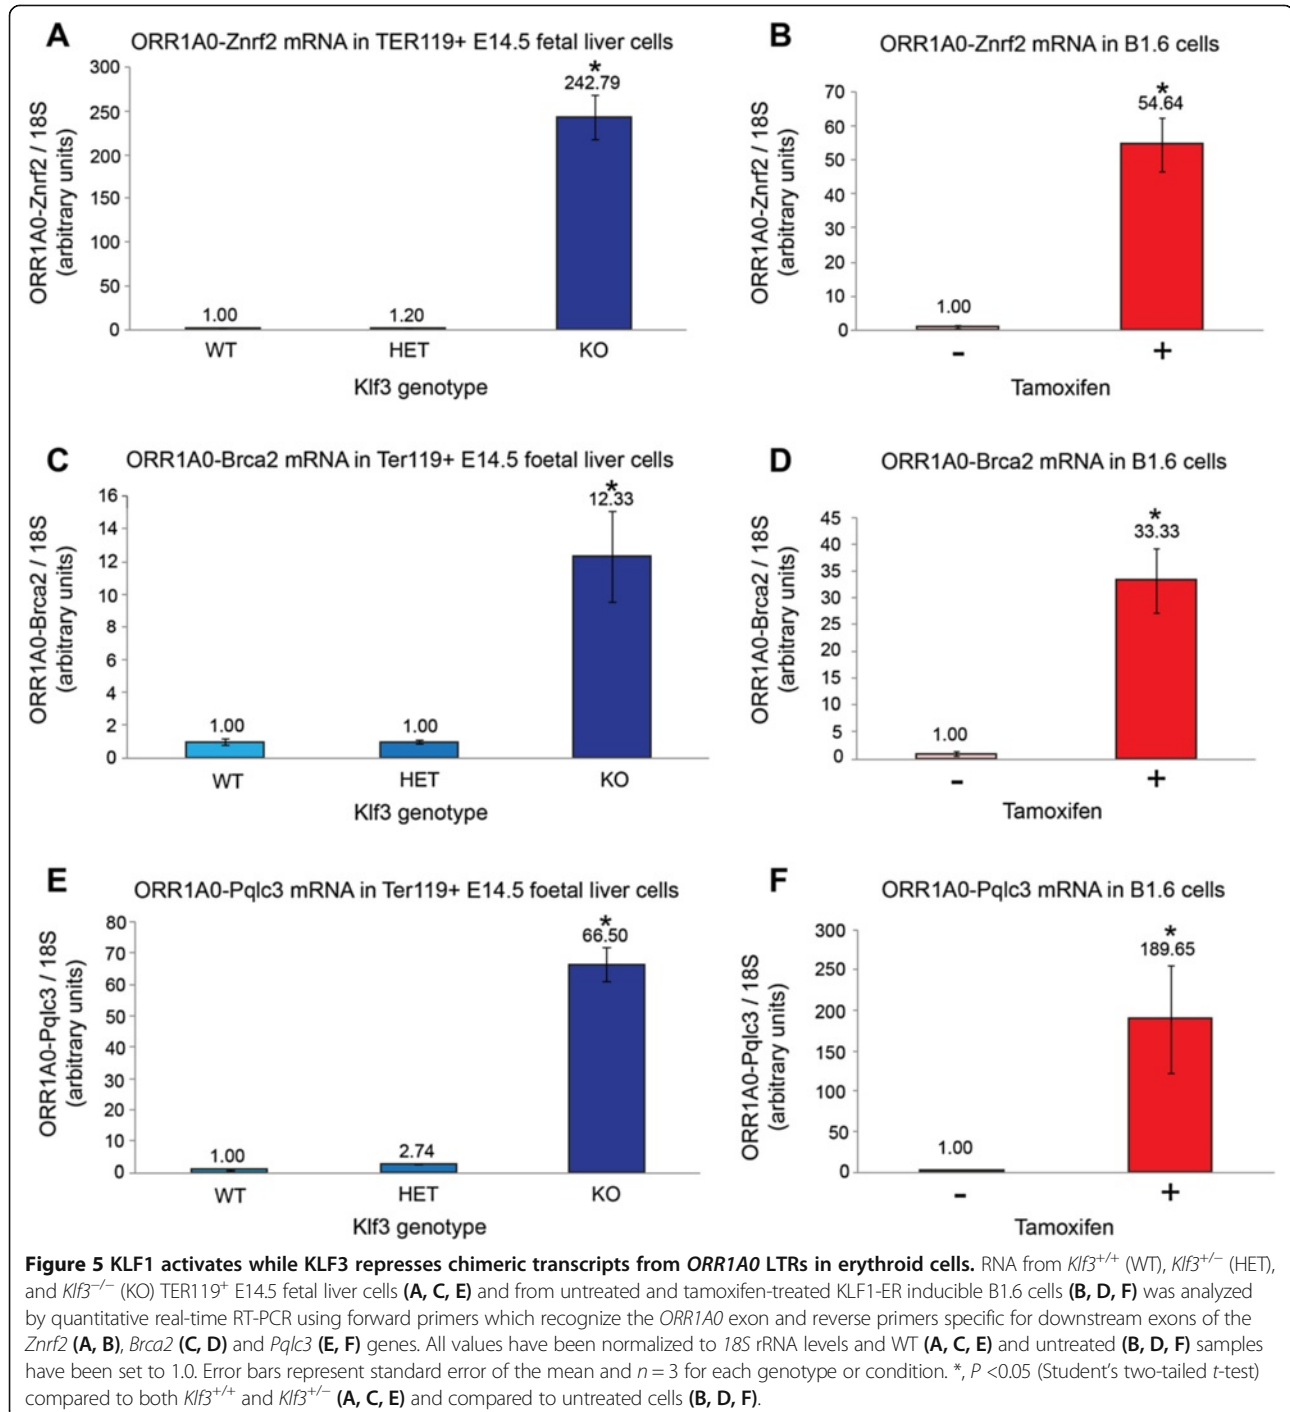 A
ORR1A0-Znrf2 mRNA in TER119+ E14.5 fetal liver cells
ORR1A0-Znrf2 / 18S
(arbitrary units)
300
250
200
150
100
50
0
1.00
1.20
*
242.79
WT HET KO
Klf3 genotype
B
ORR1A0-Znrf2 mRNA in B1.6 cells
ORR1A0-Znrf2 / 18S
(arbitrary units)
70
60
50
40
30
20
10
0
1.00
*
54.64
- +
Tamoxifen
C
ORR1A0-Brca2 mRNA in Ter119+ E14.5 foetal liver cells
ORR1A0-Brca2 / 18S
(arbitrary units)
16
14
12
10
8
6
4
2
0
1.00
1.00
*
12.33
WT HET KO
Klf3 genotype
D
ORR1A0-Brca2 mRNA in B1.6 cells
ORR1A0-Brca2 / 18S
(arbitrary units)
45
40
35
30
25
20
15
10
5
0
1.00
*
33.33
- +
Tamoxifen
E
ORR1A0-Pqlc3 mRNA in Ter119+ E14.5 foetal liver cells
ORR1A0-Pqlc3 / 18S
(arbitrary units)
80
70
60
50
40
30
20
10
0
1.00
2.74
*
66.50
WT HET KO
Klf3 genotype
F
ORR1A0-Pqlc3 mRNA in B1.6 cells
ORR1A0-Pqlc3 / 18S
(arbitrary units)
300
250
200
150
100
50
0
1.00
*
189.65
- +
Tamoxifen
Figure 5 KLF1 activates while KLF3 represses chimeric transcripts from ORR1A0 LTRs in erythroid cells. RNA from Klf3+/+ (WT), Klf3+/− (HET),
and Klf3−/− (KO) TER119+ E14.5 fetal liver cells (A, C, E) and from untreated and tamoxifen-treated KLF1-ER inducible B1.6 cells (B, D, F) was analyzed
by quantitative real-time RT-PCR using forward primers which recognize the ORR1A0 exon and reverse primers specific for downstream exons of the
Znrf2 (A, B), Brca2 (C, D) and Pqlc3 (E, F) genes. All values have been normalized to 18S rRNA levels and WT (A, C, E) and untreated (B, D, F) samples
have been set to 1.0. Error bars represent standard error of the mean and n = 3 for each genotype or condition. *, P <0.05 (Student's two-tailed t-test)
compared to both Klf3+/+ and Klf3+/− (A, C, E) and compared to untreated cells (B, D, F).